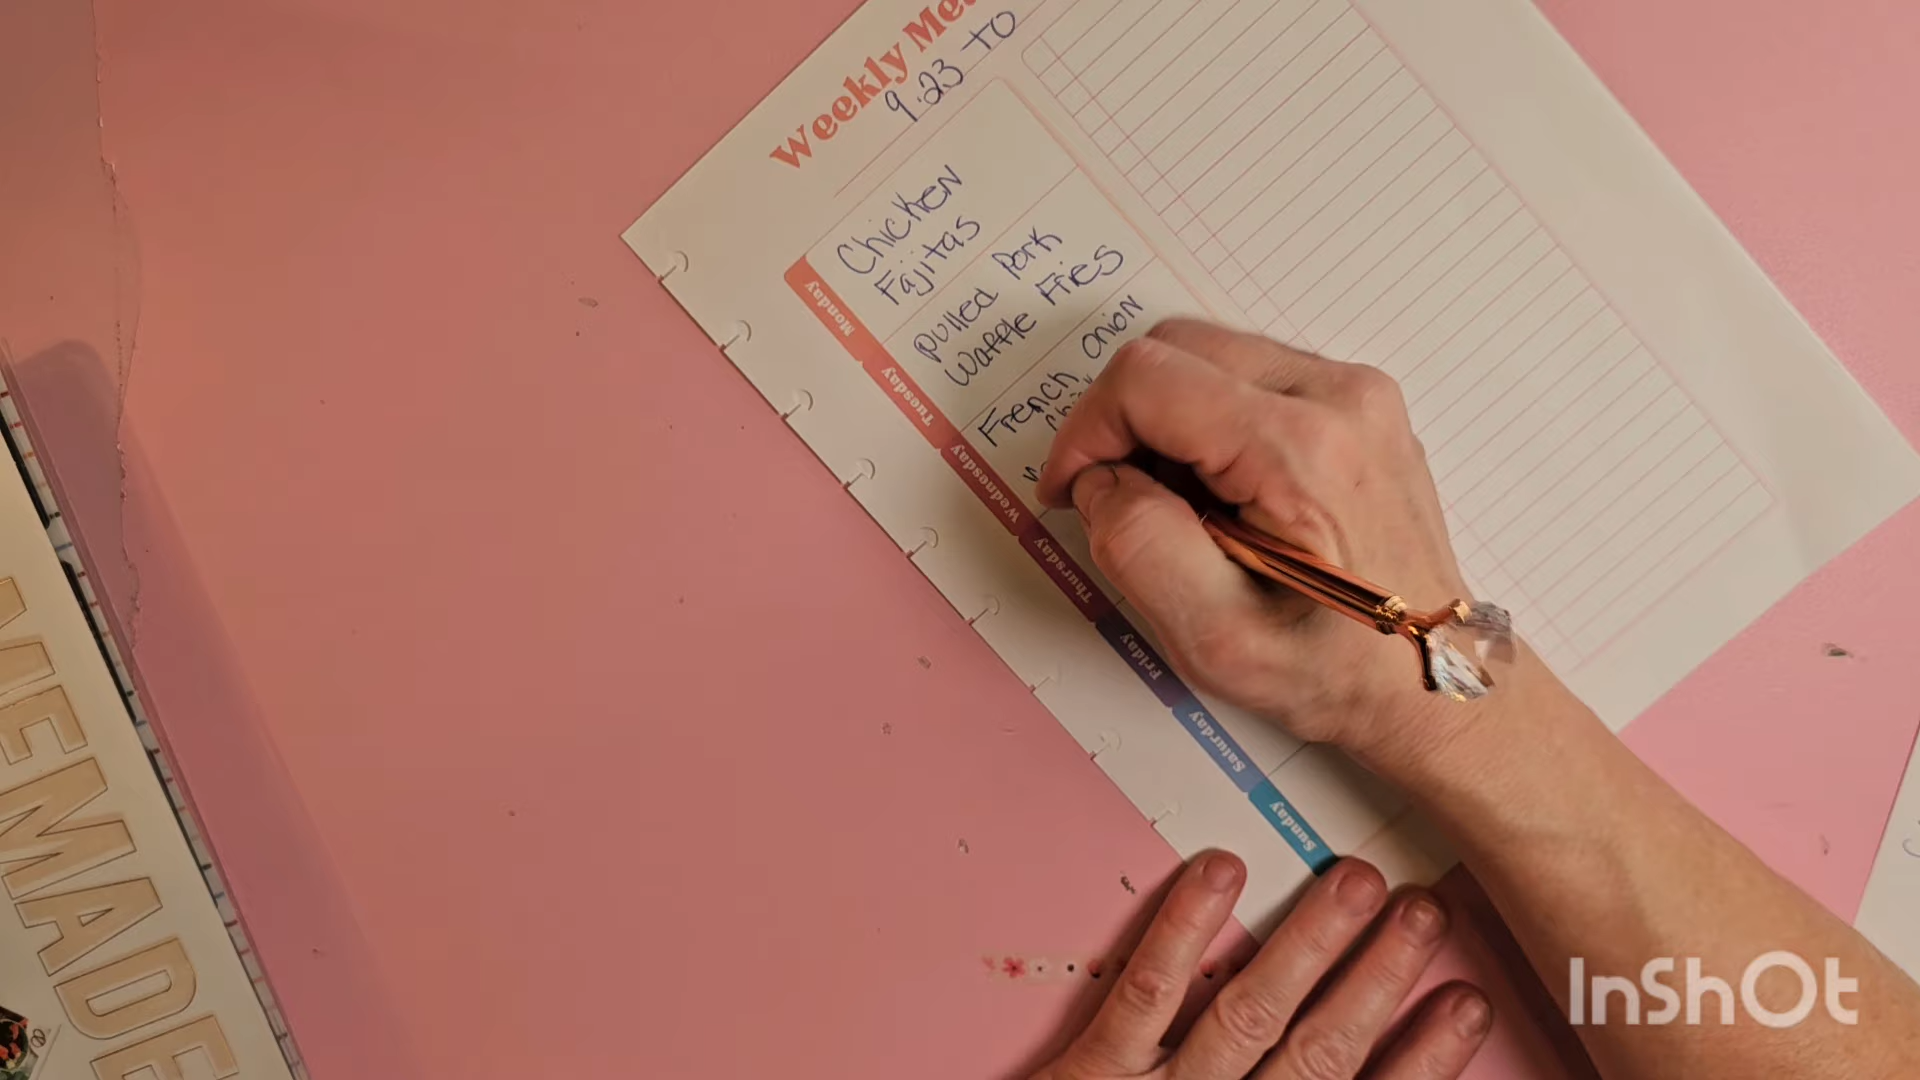 Weekly Me
9.23 to
Chicken
Fajitas
Monday
Pulled Pork
Waffle Fries
Tuesday
French Onion
Wednesday
Thursday
Friday
Saturday
Sunday
MEMADE
InShOt